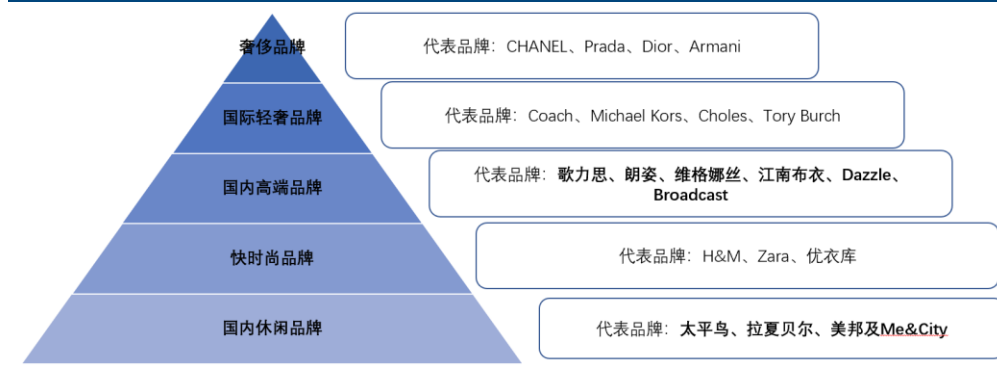 奢侈品牌
代表品牌：CHANEL、Prada、Dior、Armani
国际轻奢品牌
代表品牌：Coach、Michael Kors、Choles、Tory Burch
国内高端品牌
代表品牌：歌力思、朗姿、维格娜丝、江南布衣、Dazzle、
Broadcast
快时尚品牌
代表品牌：H&M、Zara、优衣库
国内休闲品牌
代表品牌：太平鸟、拉夏贝尔、美邦及Me&City